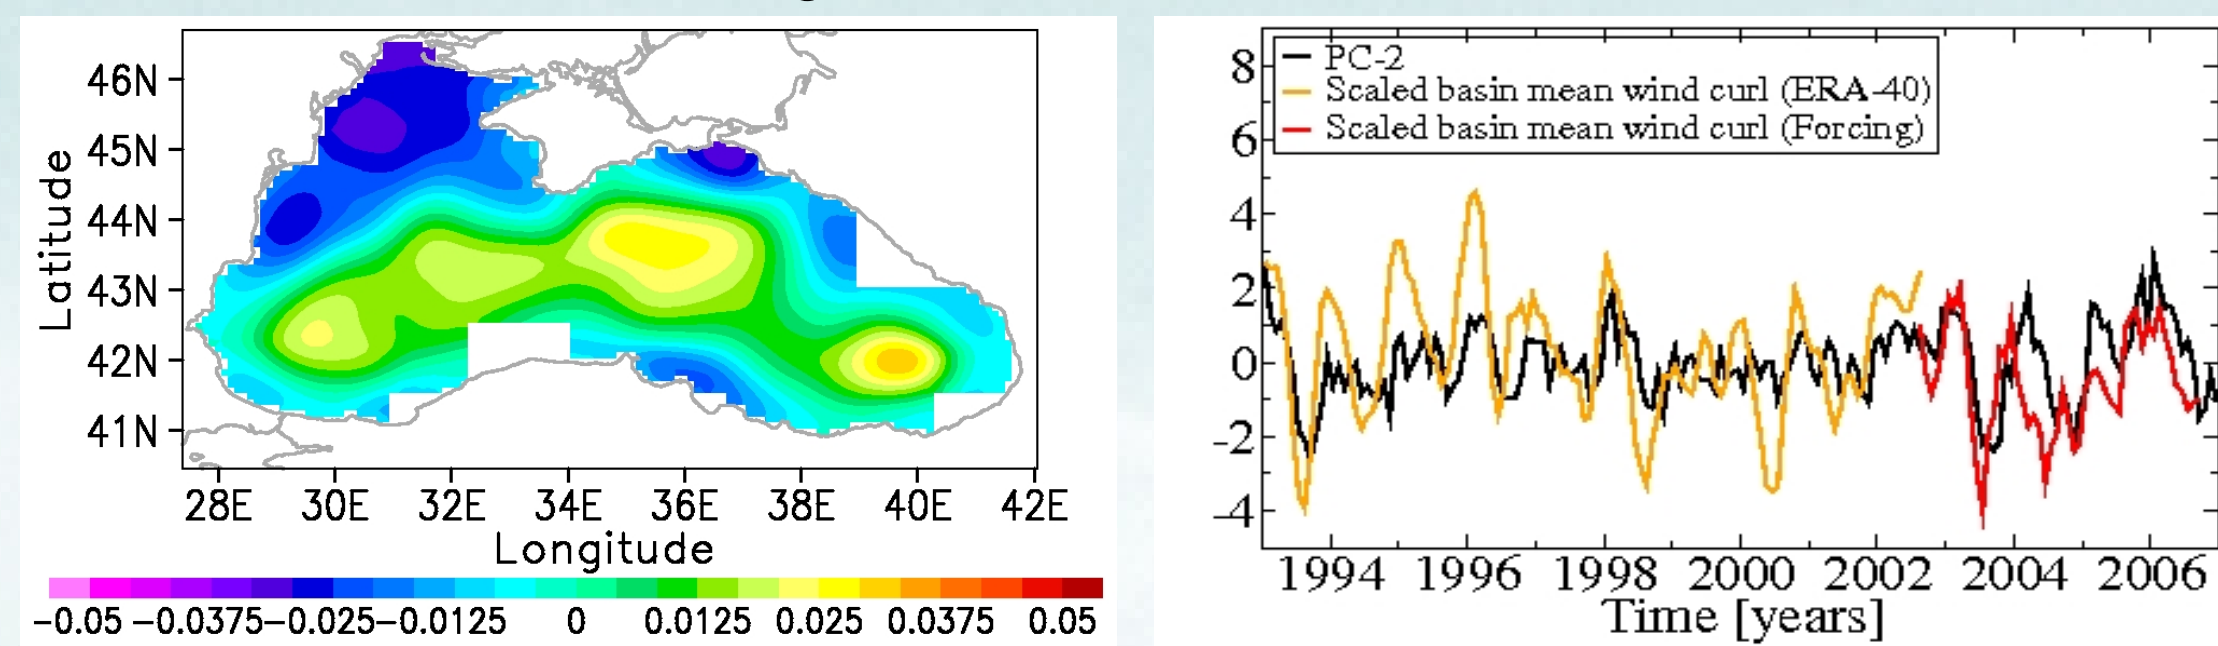 46N
45N
44N
43N
42N
41N
Latitude
28E 30E 32E 34E 36E 38E 40E 42E
Longitude
−0.05 −0.0375 −0.025 −0.0125 0 0.0125 0.025 0.0375 0.05
PC-2
Scaled basin mean wind curl (ERA-40)
Scaled basin mean wind curl (Forcing)
8
6
4
2
0
-2
-4
1994 1996 1998 2000 2002 2004 2006
Time [years]